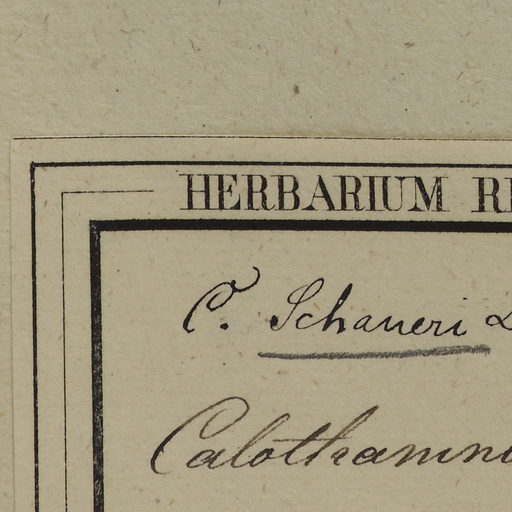 HERBARIUM RE
C. Schaueri
Calothamnu